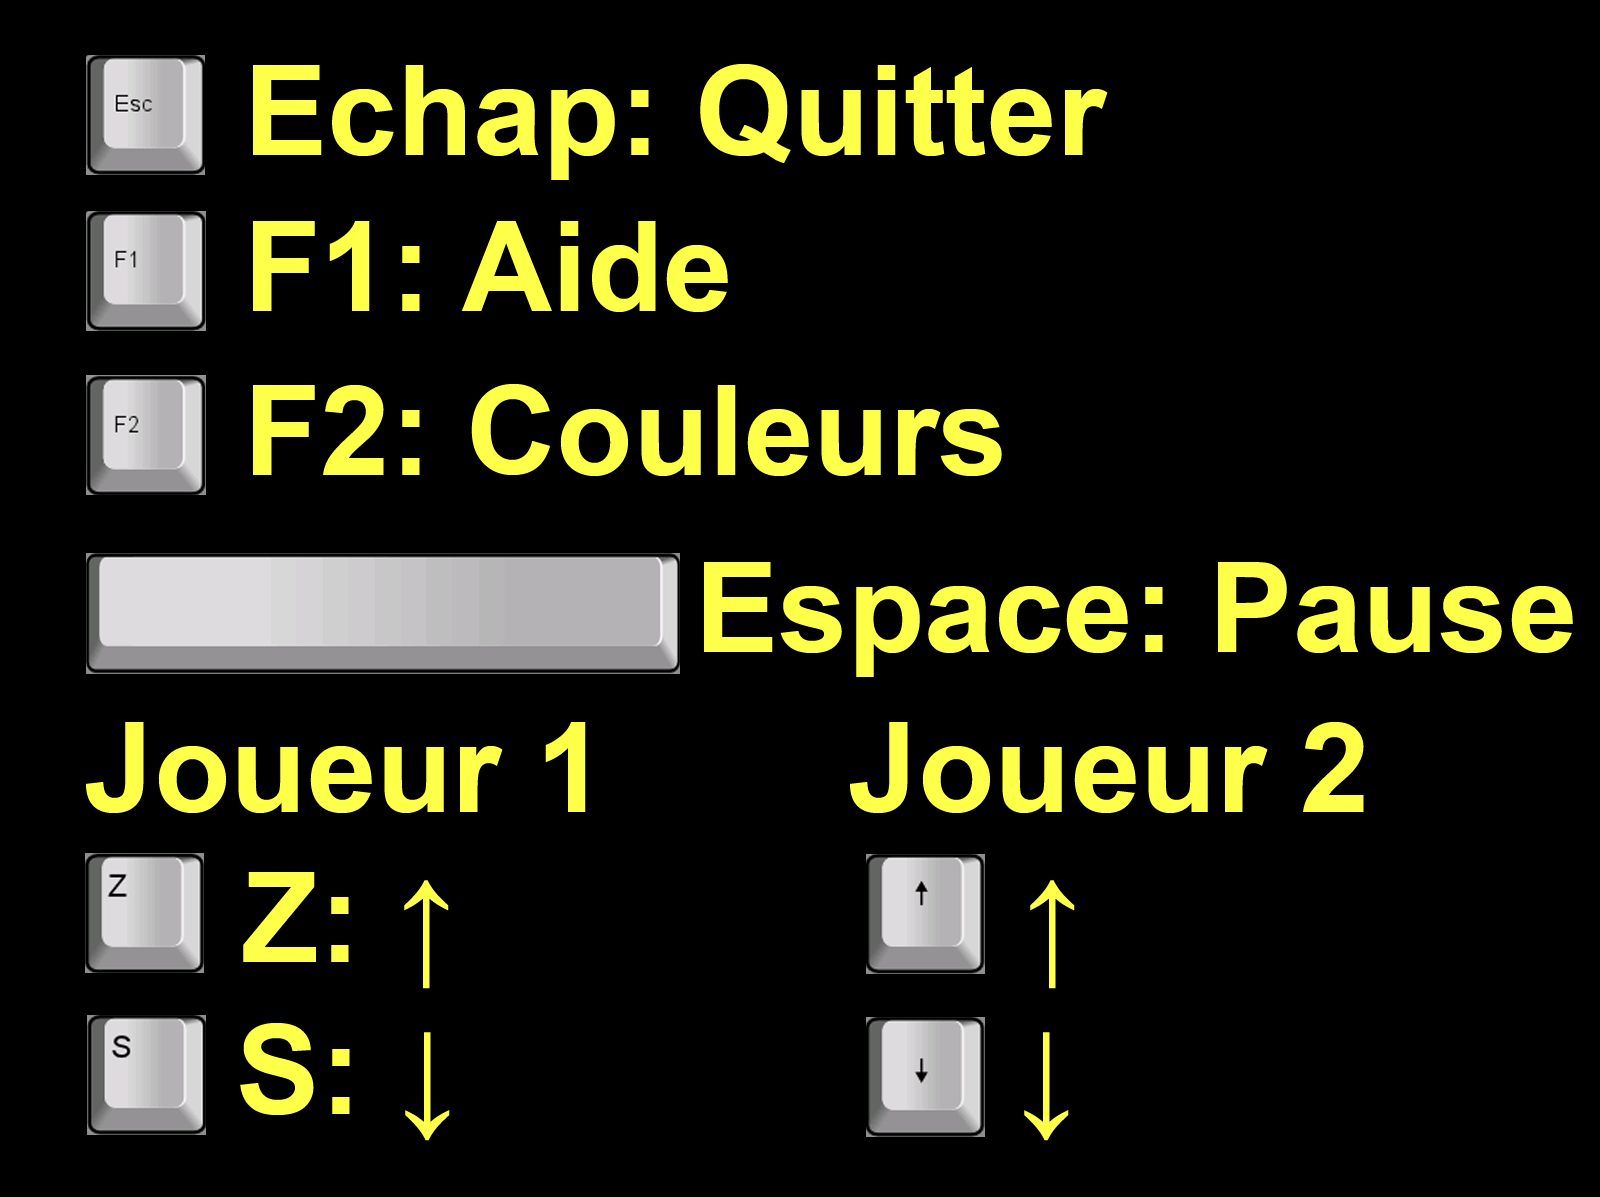 Esc Echap: Quitter
F1 F1: Aide
F2 F2: Couleurs
Espace: Pause
Joueur 1 Joueur 2
Z Z: ↑ ↑ ↑
S S: ↓ ↓ ↓